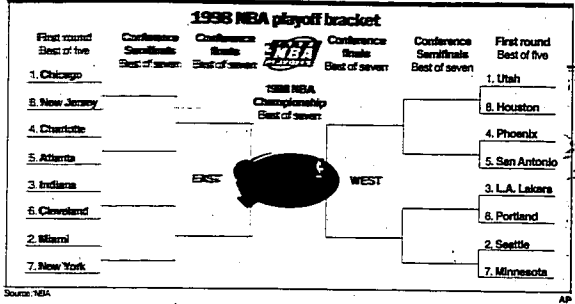 1998 NBA playoff bracket
First round
Best of five
Conference
Semifinals
Best of seven
Conference
finals
Best of seven
NBA
PLAYOFFS
Conference
finals
Best of seven
Conference
Semifinals
Best of seven
First round
Best of five
1998 NBA
Championship
Best of seven
1. Chicago
8. New Jersey
4. Charlotte
5. Atlanta
3. Indiana
6. Cleveland
2. Miami
7. New York
EAST
WEST
1. Utah
8. Houston
4. Phoenix
5. San Antonio
3. L.A. Lakers
6. Portland
2. Seattle
7. Minnesota
Source: NBA
AP